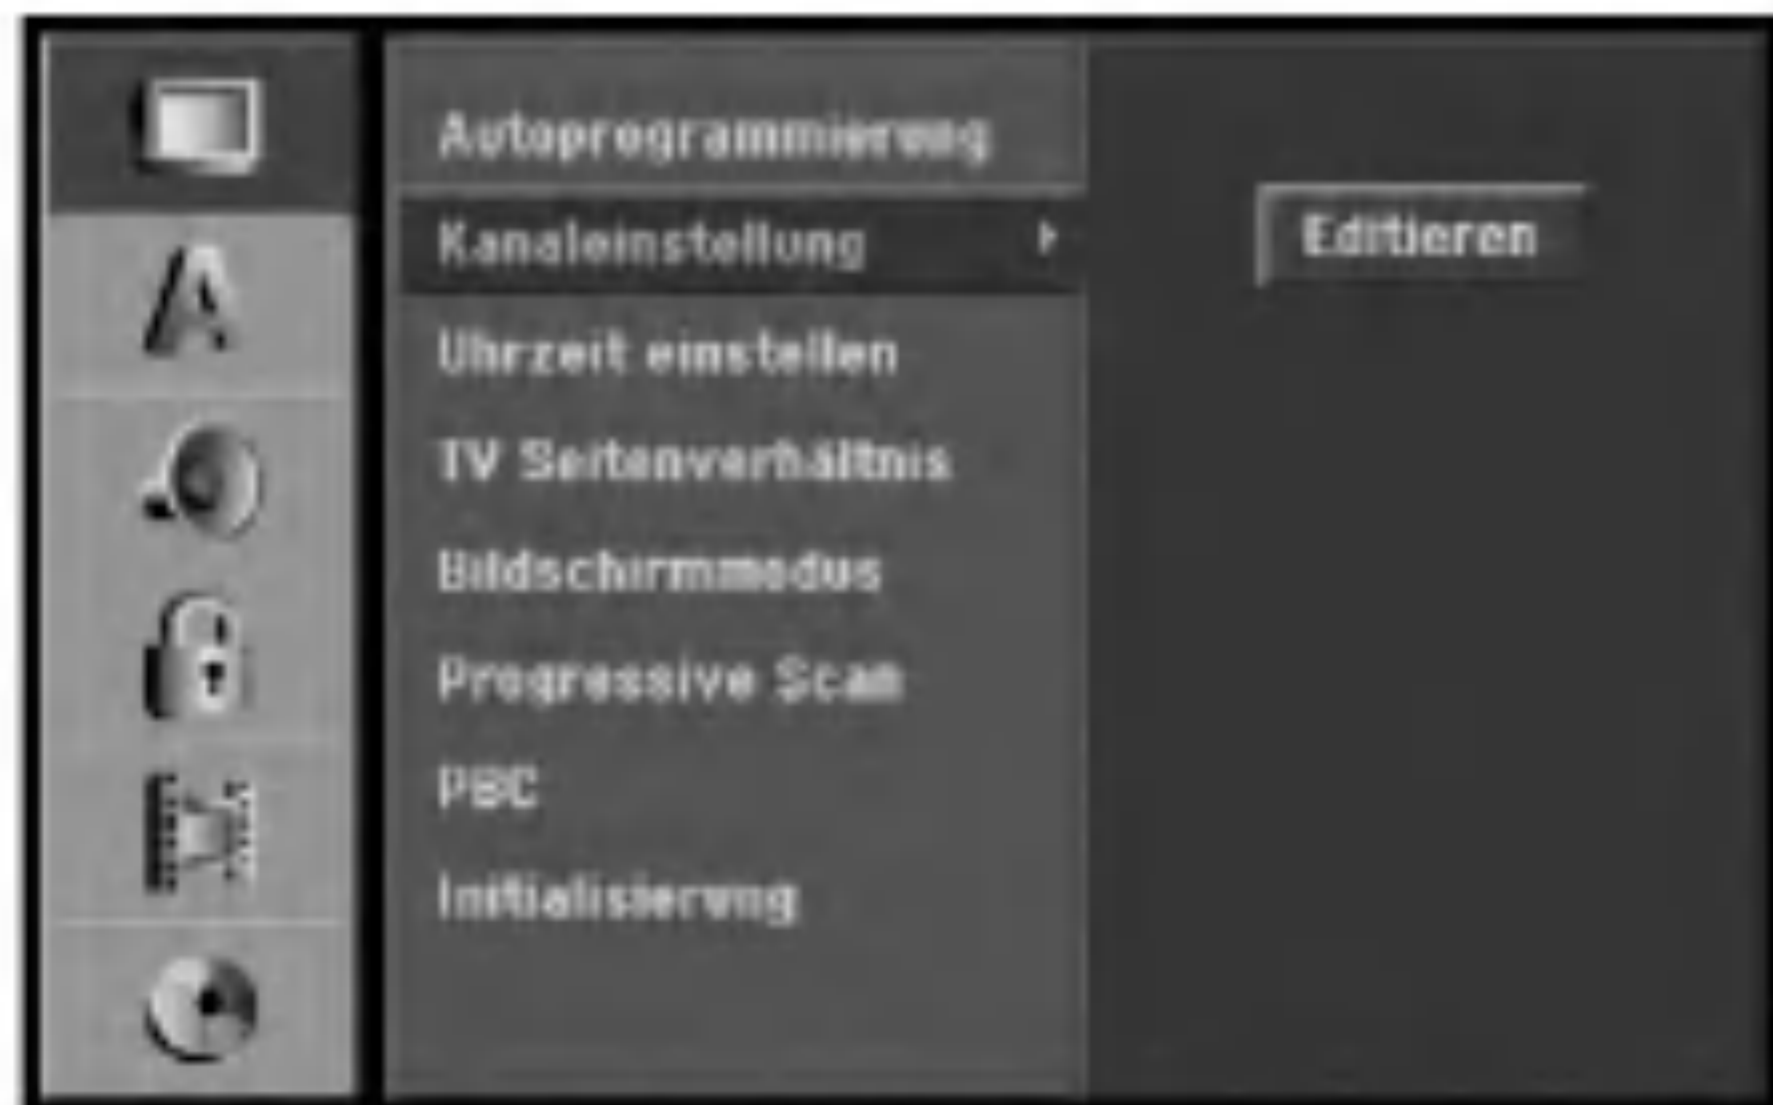 Autoprogrammierung
Kanaleinstellung
Editieren
Uhrzeit einstellen
TV Seitenverhältnis
Bildschirmmodus
Progressive Scan
PBC
Initialisierung